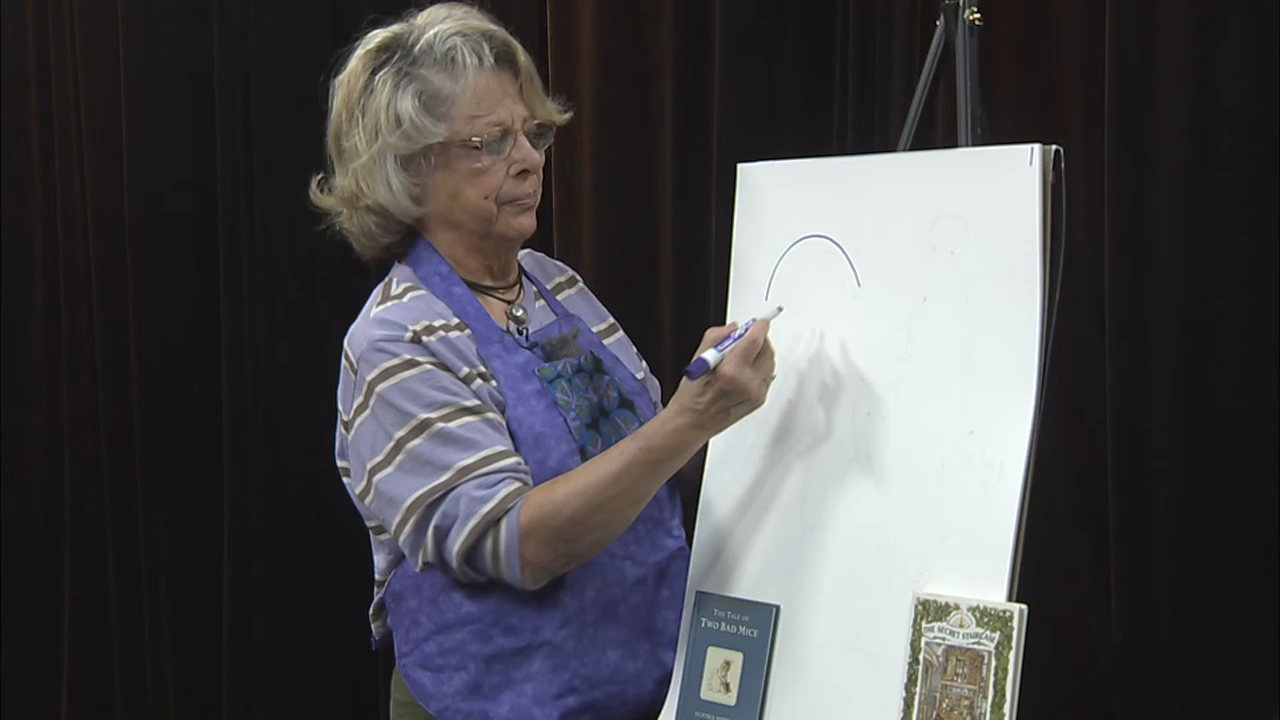 THE TALE OF
TWO BAD MICE
THE SECRET STAIRCASE